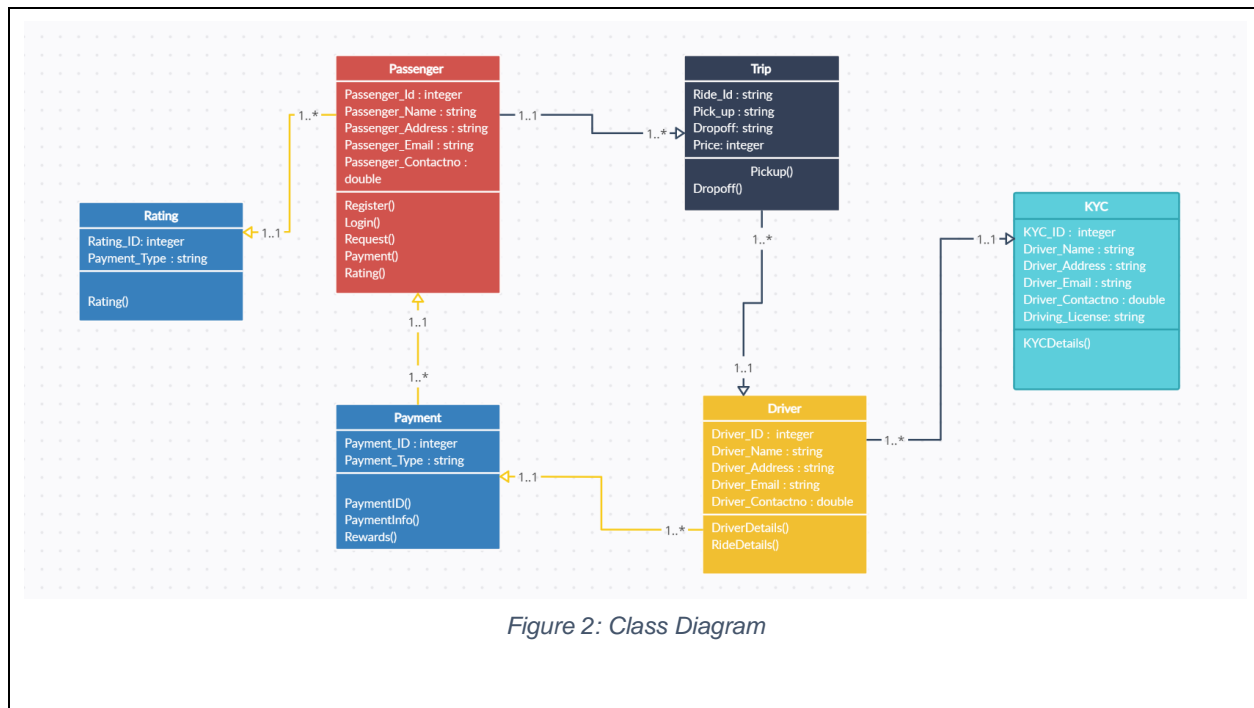 Passenger
Passenger_Id : integer
Passenger_Name : string
Passenger_Address : string
Passenger_Email : string
Passenger_Contactno :
double
Register()
Login()
Request()
Payment()
Rating()
1..1
1..*
Trip
Ride_Id : string
Pick_up : string
Dropoff: string
Price: integer
Pickup()
Dropoff()
1..*
1..1
Rating
Rating_ID: integer
Payment_Type : string
Rating()
1..*
1..1
KYC
KYC_ID : integer
Driver_Name : string
Driver_Address : string
Driver_Email : string
Driver_Contactno : double
Driving_License: string
KYCDetails()
1..1
1..*
1..1
1..*
Payment
Payment_ID : integer
Payment_Type : string
PaymentID()
PaymentInfo()
Rewards()
1..1
1..*
Driver
Driver_ID : integer
Driver_Name : string
Driver_Address : string
Driver_Email : string
Driver_Contactno : double
DriverDetails()
RideDetails()
Figure 2: Class Diagram